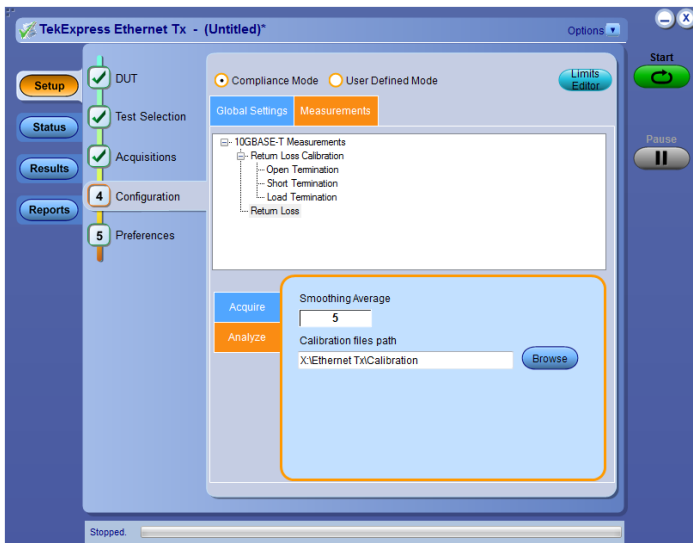 TekExpress Ethernet Tx - (Untitled)*
Options
Start
Pause
Setup
Status
Results
Reports
DUT
Test Selection
Acquisitions
4 Configuration
5 Preferences
Compliance Mode User Defined Mode
Limits
Editor
Global Settings Measurements
10GBASE-T Measurements
Return Loss Calibration
Open Termination
Short Termination
Load Termination
Return Loss
Acquire
Analyze
Smoothing Average
5
Calibration files path
X:\Ethernet Tx\Calibration
Browse
Stopped.